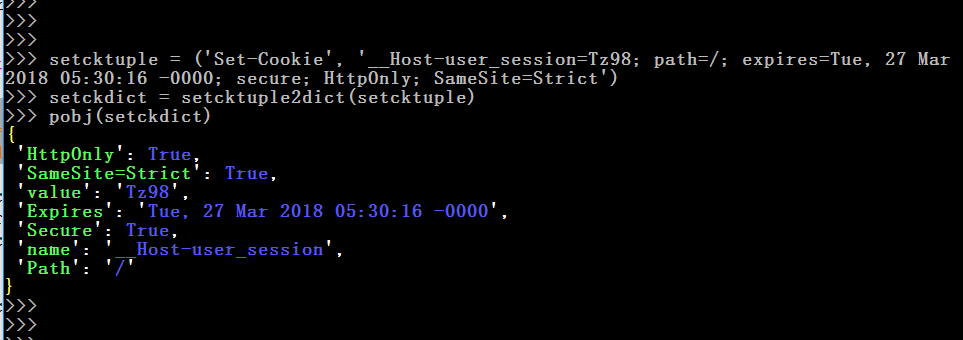 >>>
>>>
>>>
>>> setcktuple = ('Set-Cookie', '__Host-user_session=Tz98; path=/; expires=Tue, 27 Mar
2018 05:30:16 -0000; secure; HttpOnly; SameSite=Strict')
>>> setckdict = setcktuple2dict(setcktuple)
>>> pobj(setckdict)
{
 'HttpOnly': True,
 'SameSite=Strict': True,
 'value': 'Tz98',
 'Expires': 'Tue, 27 Mar 2018 05:30:16 -0000',
 'Secure': True,
 'name': '__Host-user_session',
 'Path': '/'
}
>>>
>>>
>>>